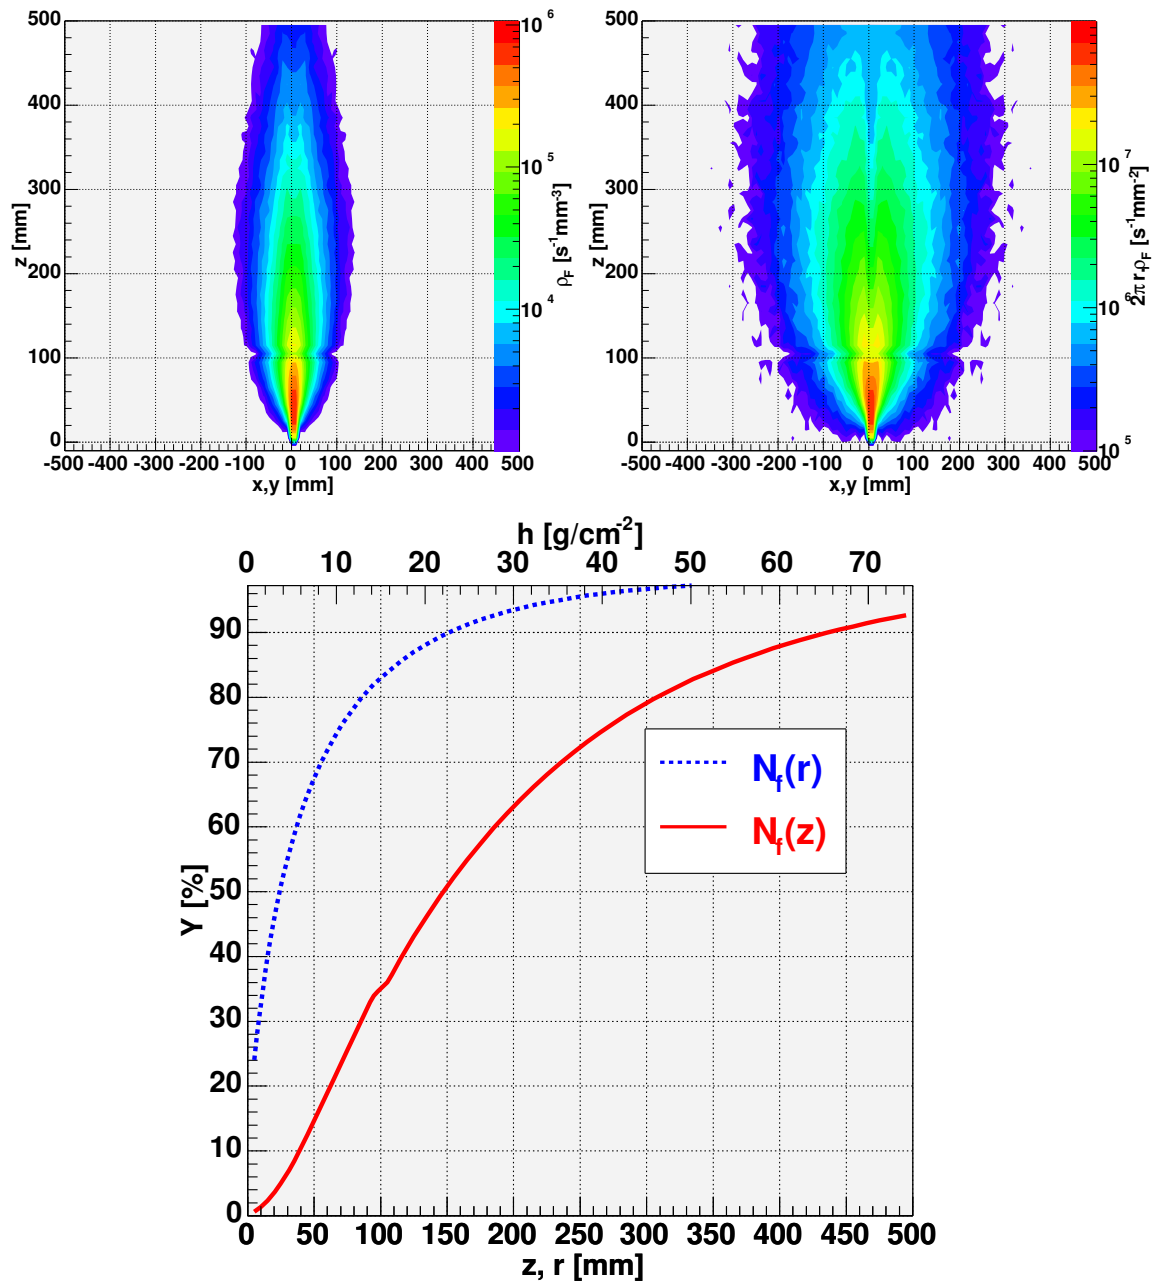 500
400
300
200
100
0
z [mm]
-500 -400 -300 -200 -100 0 100 200 300 400 500
x,y [mm]
10^6
10^5
10^4
ρ_F [s^-1mm^-3]
500
400
300
200
100
0
z [mm]
-500 -400 -300 -200 -100 0 100 200 300 400 500
x,y [mm]
10^7
10^6
10^5
2π r.ρ_F [s^-1mm^-2]
h [g/cm^-2]
0 10 20 30 40 50 60 70
90
80
70
60
50
40
30
20
10
0
Y [%]
N_f(r)
N_f(z)
0 50 100 150 200 250 300 350 400 450 500
z, r [mm]